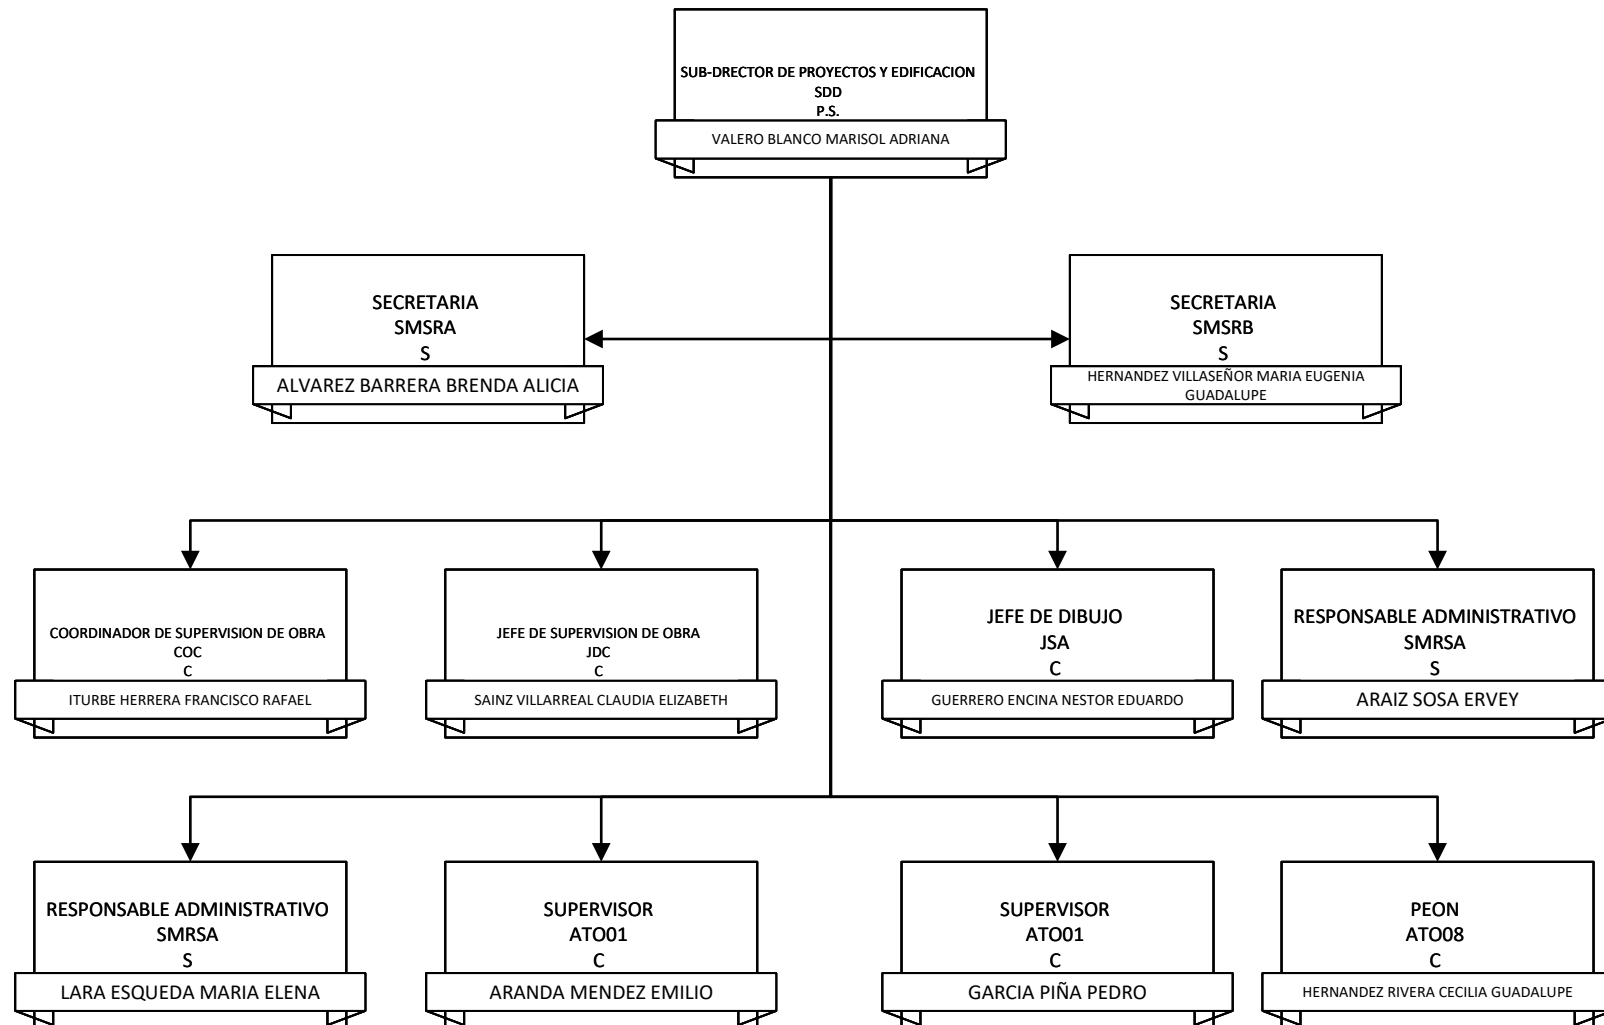 SUB-DRECTOR DE PROYECTOS Y EDIFICACION
SDD
P.S.
VALERO BLANCO MARISOL ADRIANA
SECRETARIA
SMSRA
S
ALVAREZ BARRERA BRENDA ALICIA
SECRETARIA
SMSRB
S
HERNANDEZ VILLASEÑOR MARIA EUGENIA
GUADALUPE
COORDINADOR DE SUPERVISION DE OBRA
COC
C
ITURBE HERRERA FRANCISCO RAFAEL
JEFE DE SUPERVISION DE OBRA
JDC
C
SAINZ VILLARREAL CLAUDIA ELIZABETH
JEFE DE DIBUJO
JSA
C
GUERRERO ENCINA NESTOR EDUARDO
RESPONSABLE ADMINISTRATIVO
SMRSA
S
ARAIZ SOSA ERVEY
RESPONSABLE ADMINISTRATIVO
SMRSA
S
LARA ESQUEDA MARIA ELENA
SUPERVISOR
ATO01
C
ARANDA MENDEZ EMILIO
SUPERVISOR
ATO01
C
GARCIA PIÑA PEDRO
PEON
ATO08
C
HERNANDEZ RIVERA CECILIA GUADALUPE